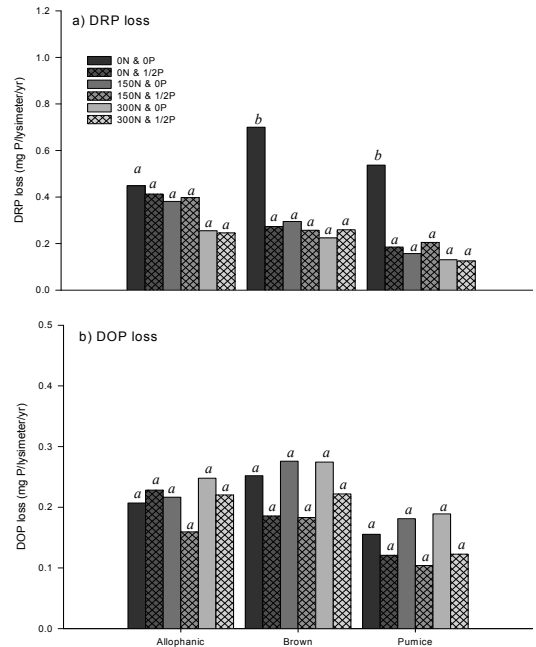 a) DRP loss
1.2
1.0
0.8
0.6
0.4
0.2
0.0
DRP loss (mg P/lysimeter/yr)
0N & 0P
0N & 1/2P
150N & 0P
150N & 1/2P
300N & 0P
300N & 1/2P
a a a a a a
b a a a a a
b a a a a a
b) DOP loss
0.5
0.4
0.3
0.2
0.1
0.0
DOP loss (mg P/lysimeter/yr)
a a a a a a
a a a a a a
a a a a a a
Allophanic Brown Pumice